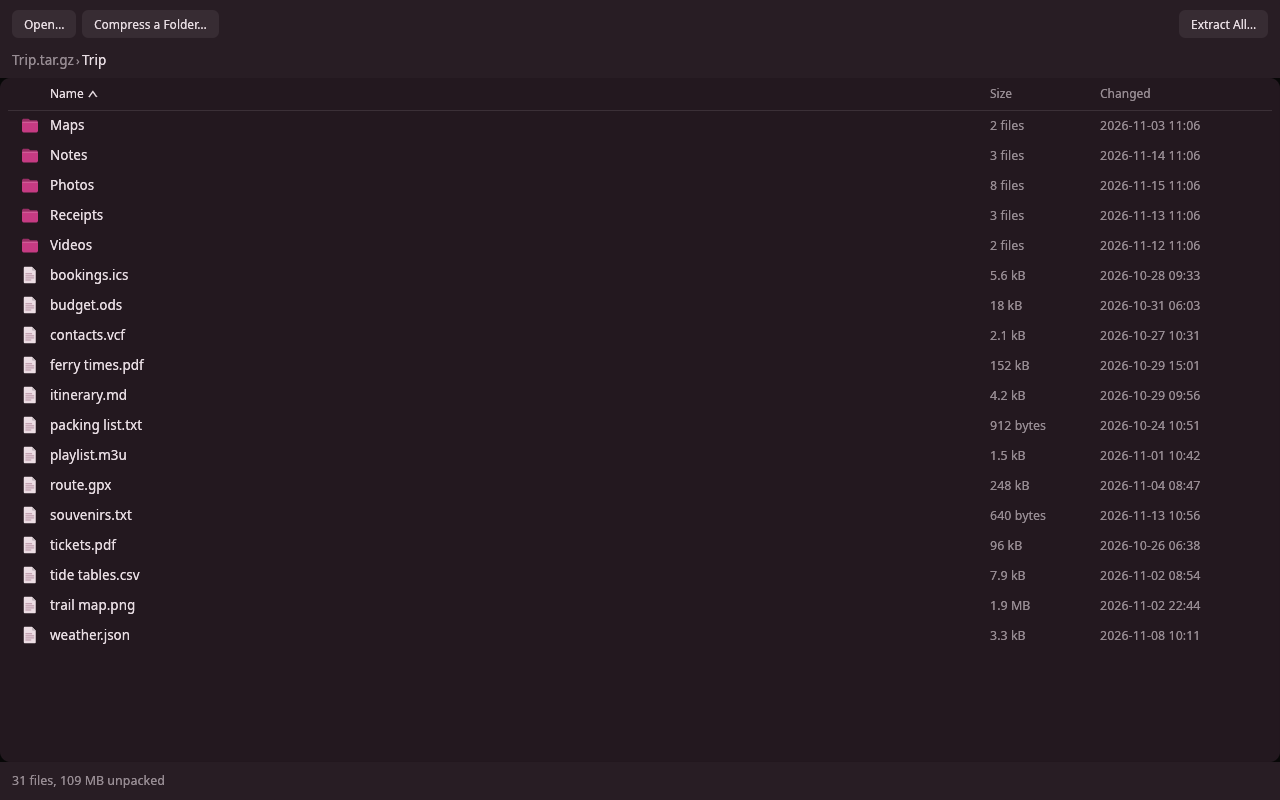 Open... Compress a Folder... Extract All...
Trip.tar.gz › Trip
Name Size Changed
Maps 2 files 2026-11-03 11:06
Notes 3 files 2026-11-14 11:06
Photos 8 files 2026-11-15 11:06
Receipts 3 files 2026-11-13 11:06
Videos 2 files 2026-11-12 11:06
bookings.ics 5.6 kB 2026-10-28 09:33
budget.ods 18 kB 2026-10-31 06:03
contacts.vcf 2.1 kB 2026-10-27 10:31
ferry times.pdf 152 kB 2026-10-29 15:01
itinerary.md 4.2 kB 2026-10-29 09:56
packing list.txt 912 bytes 2026-10-24 10:51
playlist.m3u 1.5 kB 2026-11-01 10:42
route.gpx 248 kB 2026-11-04 08:47
souvenirs.txt 640 bytes 2026-11-13 10:56
tickets.pdf 96 kB 2026-10-26 06:38
tide tables.csv 7.9 kB 2026-11-02 08:54
trail map.png 1.9 MB 2026-11-02 22:44
weather.json 3.3 kB 2026-11-08 10:11
31 files, 109 MB unpacked